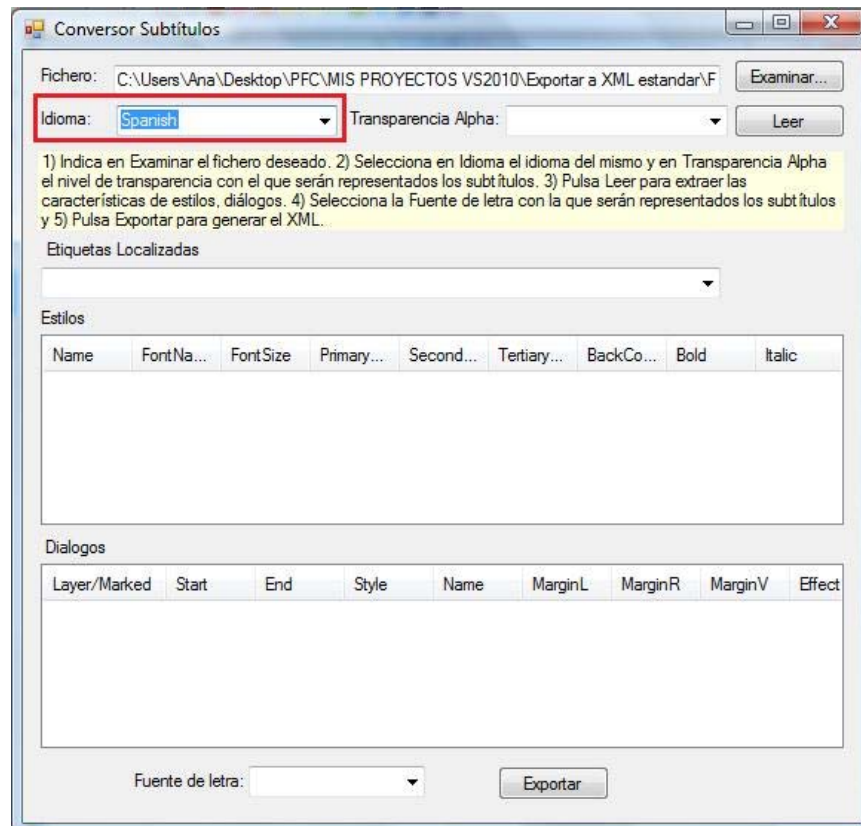 Conversor Subtítulos
Fichero: C:\Users\Ana\Desktop\PFC\MIS PROYECTOS VS2010\Exportar a XML estandar\F Examinar...
Idioma: Spanish Transparencia Alpha: Leer
1) Indica en Examinar el fichero deseado. 2) Selecciona en Idioma el idioma del mismo y en Transparencia Alpha
el nivel de transparencia con el que serán representados los subtítulos. 3) Pulsa Leer para extraer las
características de estilos, diálogos. 4) Selecciona la Fuente de letra con la que serán representados los subtítulos
y 5) Pulsa Exportar para generar el XML.
Etiquetas Localizadas
Estilos
Name FontNa... FontSize Primary... Second... Tertiary... BackCo... Bold Italic
Dialogos
Layer/Marked Start End Style Name MarginL MarginR MarginV Effect
Fuente de letra: Exportar